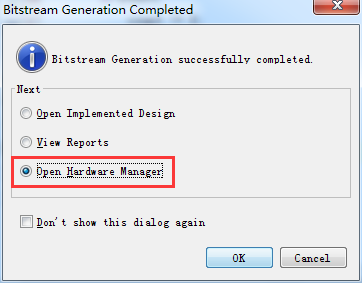 Bitstream Generation Completed
Bitstream Generation successfully completed.
Next
Open Implemented Design
View Reports
Open Hardware Manager
Don't show this dialog again
OK
Cancel